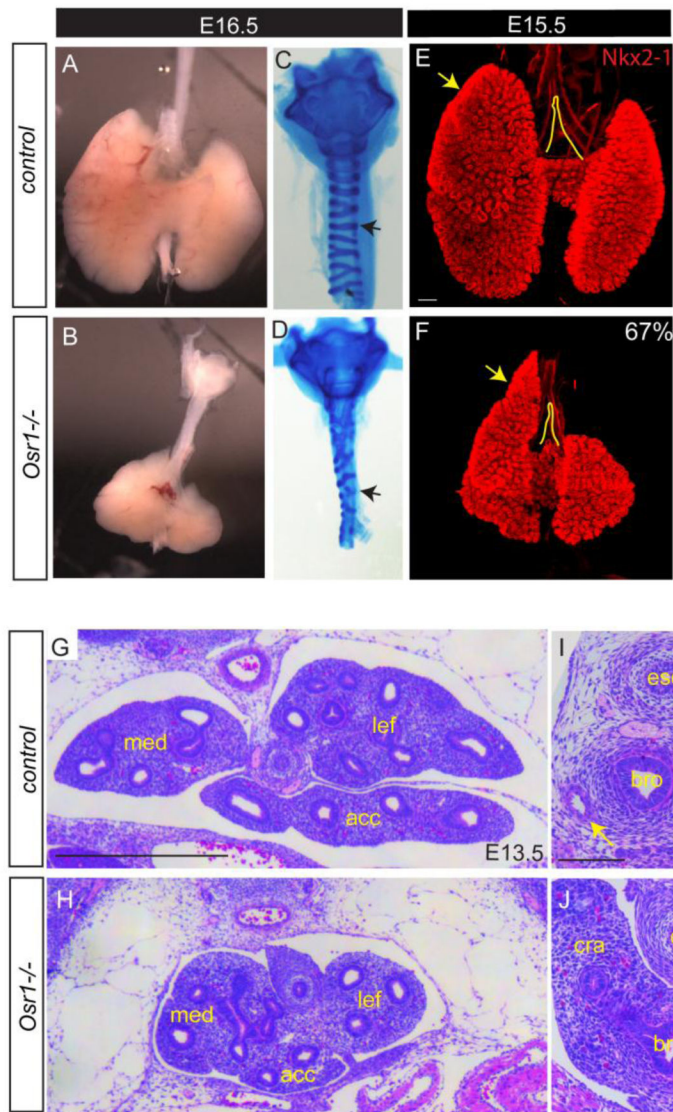 E16.5
E15.5
control
A
C
E
Nkx2-1
Osr1-/-
B
D
F
67%
control
G
med
lef
acc
E13.5
I
bro
Osr1-/-
H
med
lef
acc
J
cra